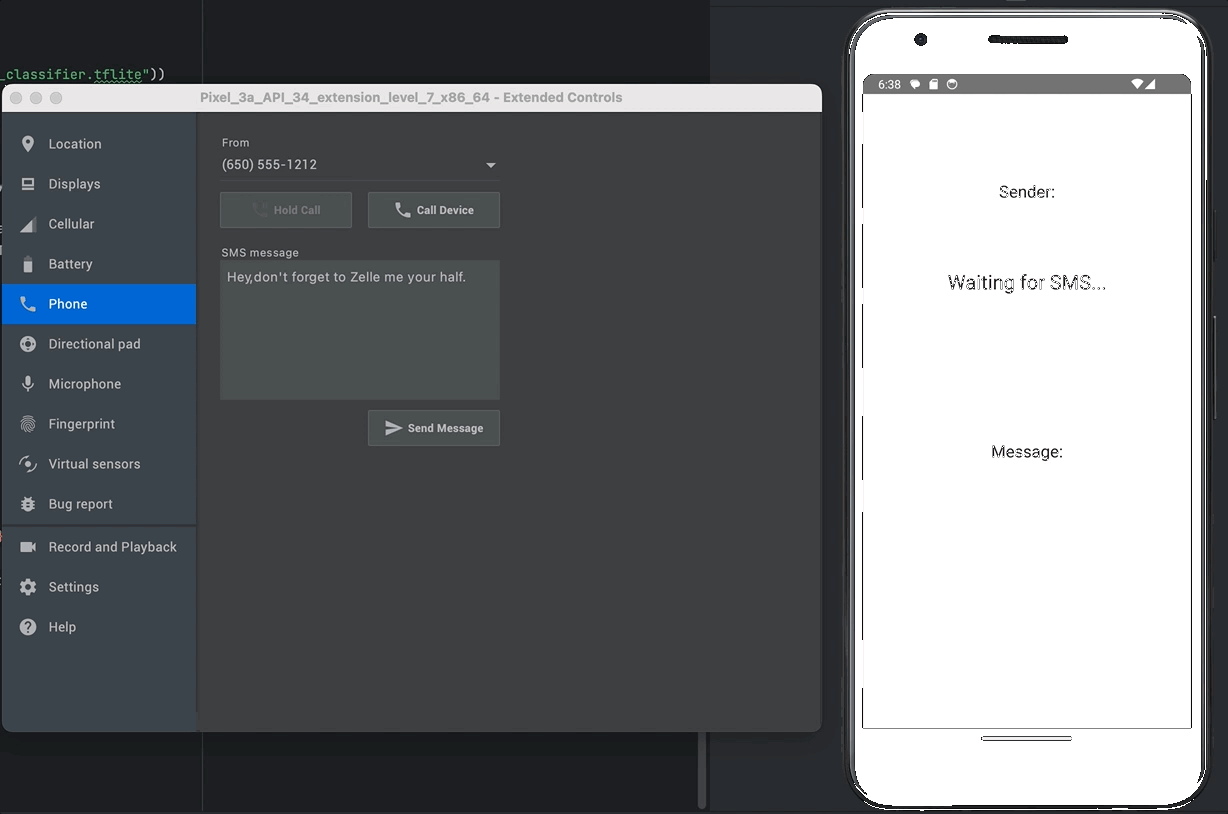 _classifier.tflite"))
Pixel_3a_API_34_extension_level_7_x86_64 - Extended Controls
Location
Displays
Cellular
Battery
Phone
Directional pad
Microphone
Fingerprint
Virtual sensors
Bug report
Record and Playback
Settings
Help
From
(650) 555-1212
Hold Call
Call Device
SMS message
Hey,don't forget to Zelle me your half.
Send Message
6:38
Sender:
Waiting for SMS...
Message: